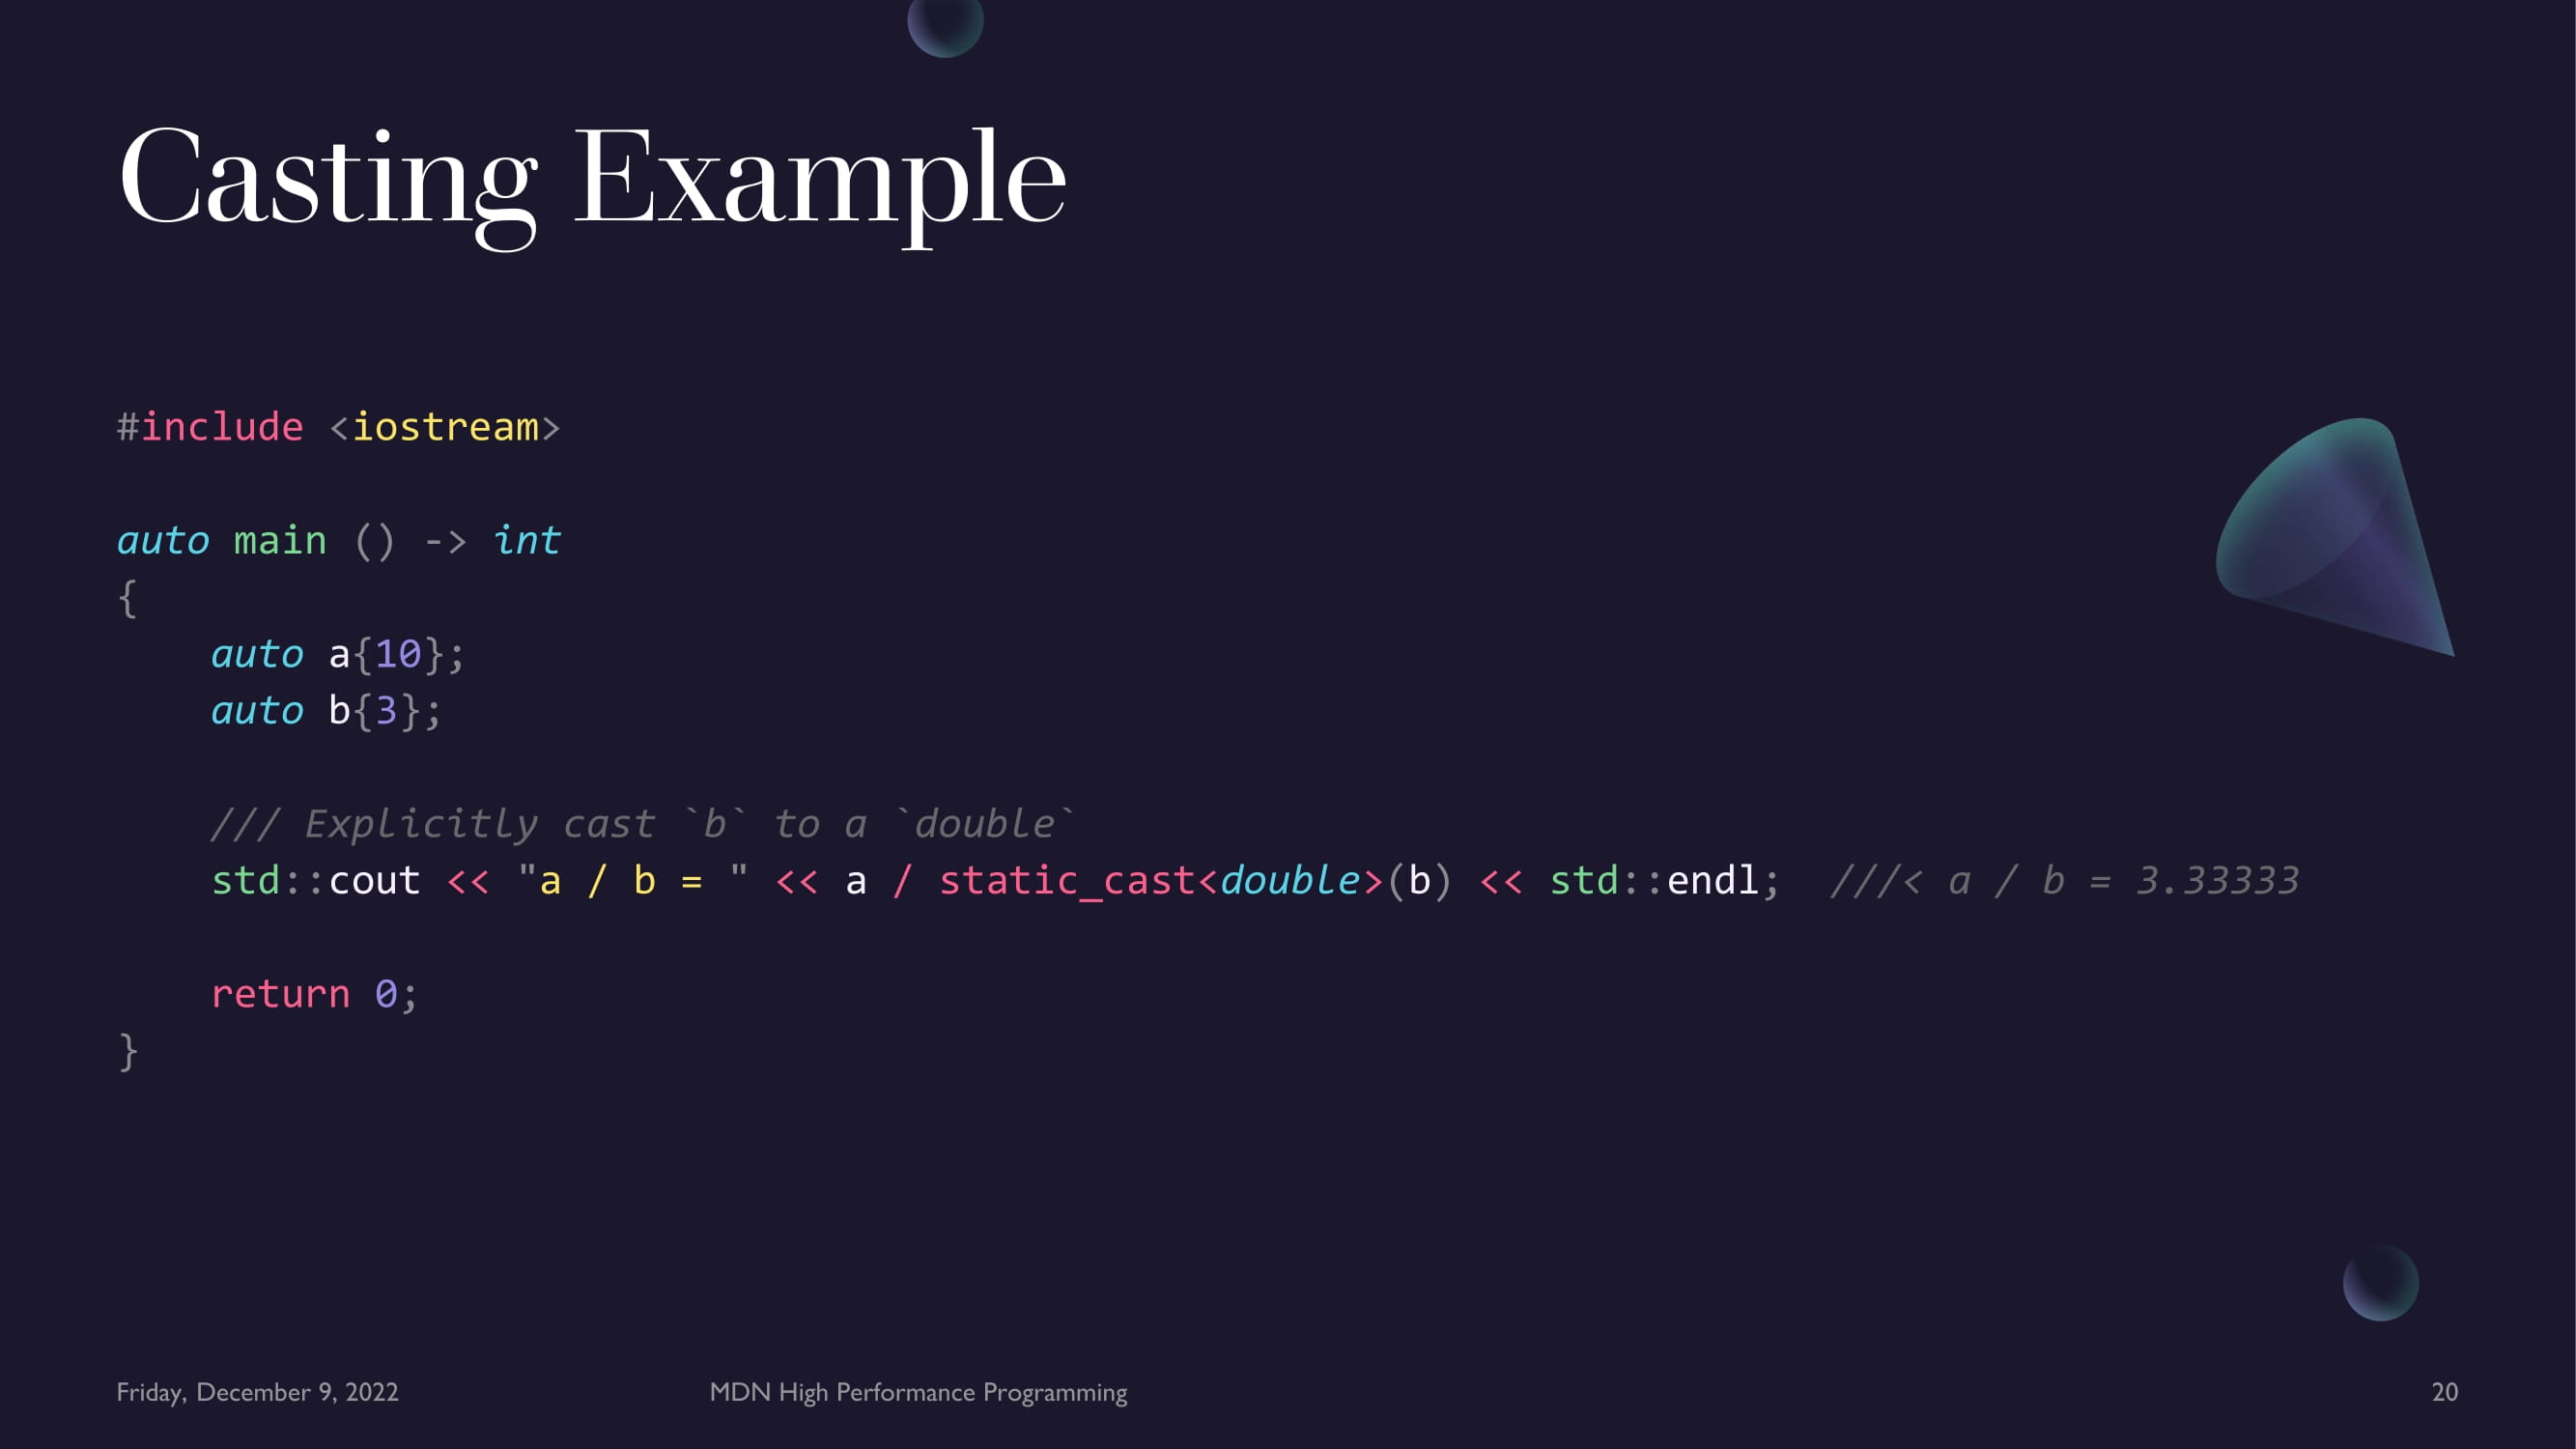 Casting Example
#include <iostream>
auto main () -> int
{
    auto a{10};
    auto b{3};
    /// Explicitly cast `b` to a `double`
    std::cout << "a / b = " << a / static_cast<double>(b) << std::endl;  ///< a / b = 3.33333
    return 0;
}
Friday, December 9, 2022
MDN High Performance Programming
20